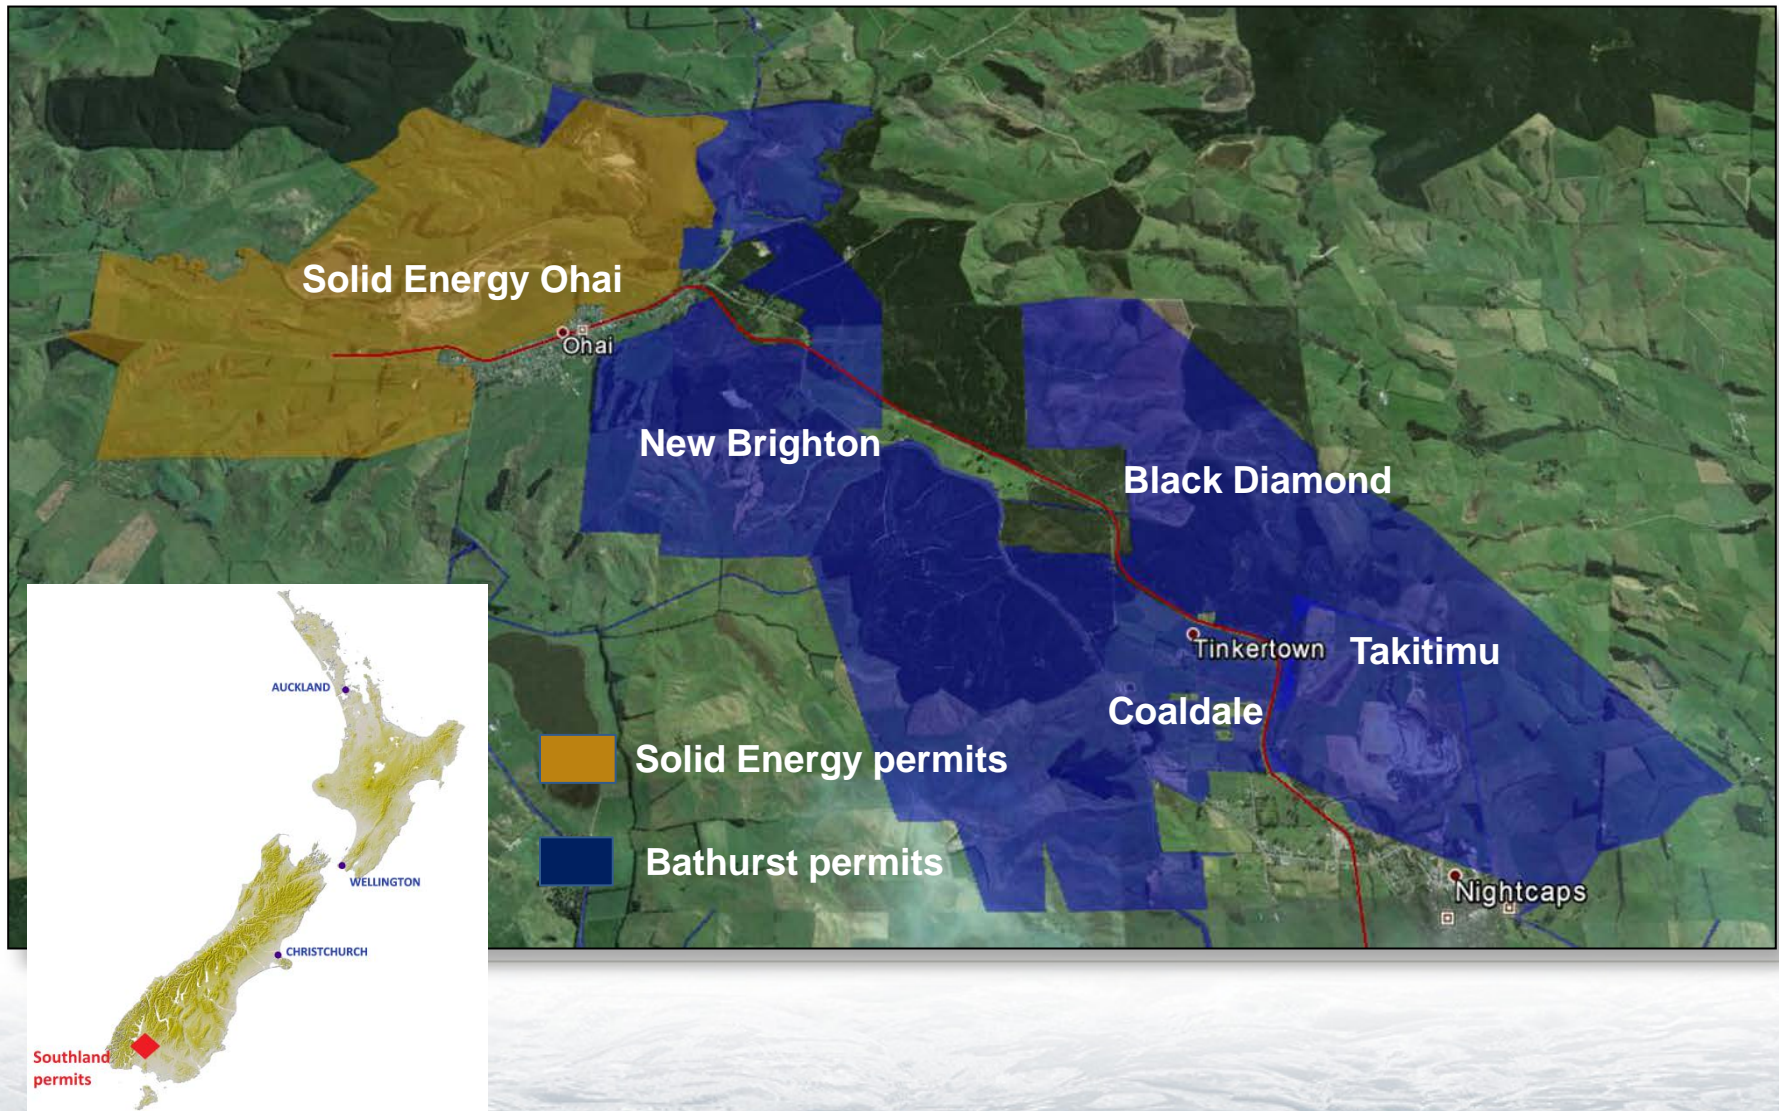 Solid Energy Ohai
Ohai
New Brighton
Black Diamond
Tinkertown
Takitimu
Coaldale
Solid Energy permits
Bathurst permits
Nightcaps
AUCKLAND
WELLINGTON
CHRISTCHURCH
Southland
permits